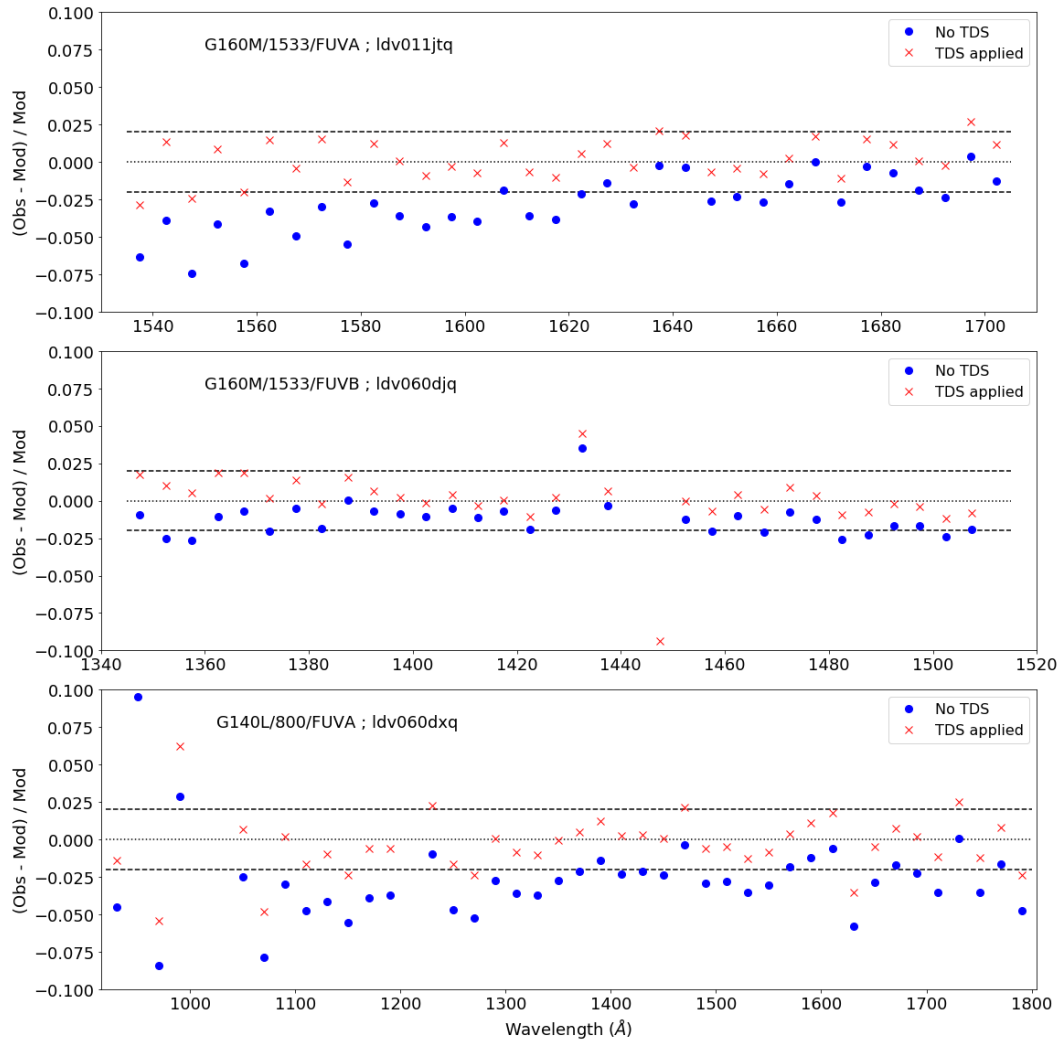 0.100
0.075
0.050
0.025
0.000
−0.025
−0.050
−0.075
−0.100
(Obs - Mod) / Mod
G160M/1533/FUVA ; ldv011jtq
No TDS
TDS applied
1540 1560 1580 1600 1620 1640 1660 1680 1700
0.100
0.075
0.050
0.025
0.000
−0.025
−0.050
−0.075
−0.100
(Obs - Mod) / Mod
G160M/1533/FUVB ; ldv060djq
No TDS
TDS applied
1340 1360 1380 1400 1420 1440 1460 1480 1500 1520
0.100
0.075
0.050
0.025
0.000
−0.025
−0.050
−0.075
−0.100
(Obs - Mod) / Mod
G140L/800/FUVA ; ldv060dxq
No TDS
TDS applied
1000 1100 1200 1300 1400 1500 1600 1700 1800
Wavelength (Å)